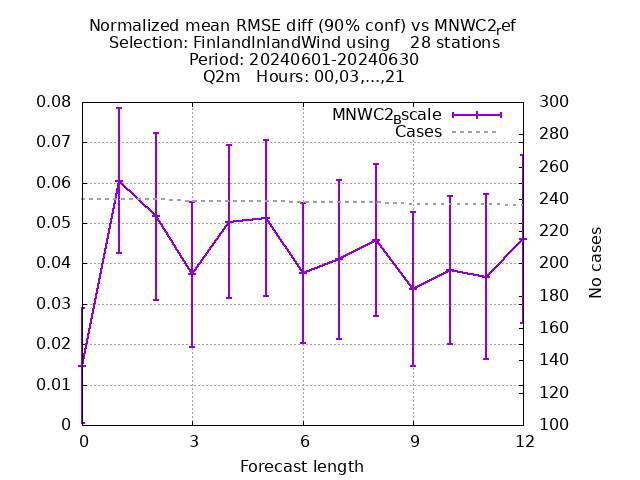 Normalized mean RMSE diff (90% conf) vs MNWC2ref
Selection: FinlandInlandWind using    28 stations
Period: 20240601-20240630
Q2m   Hours: 00,03,...,21
MNWC2Bscale
Cases
0.08
0.07
0.06
0.05
0.04
0.03
0.02
0.01
0
300
280
260
240
220
200
180
160
140
120
100
No cases
0 3 6 9 12
Forecast length